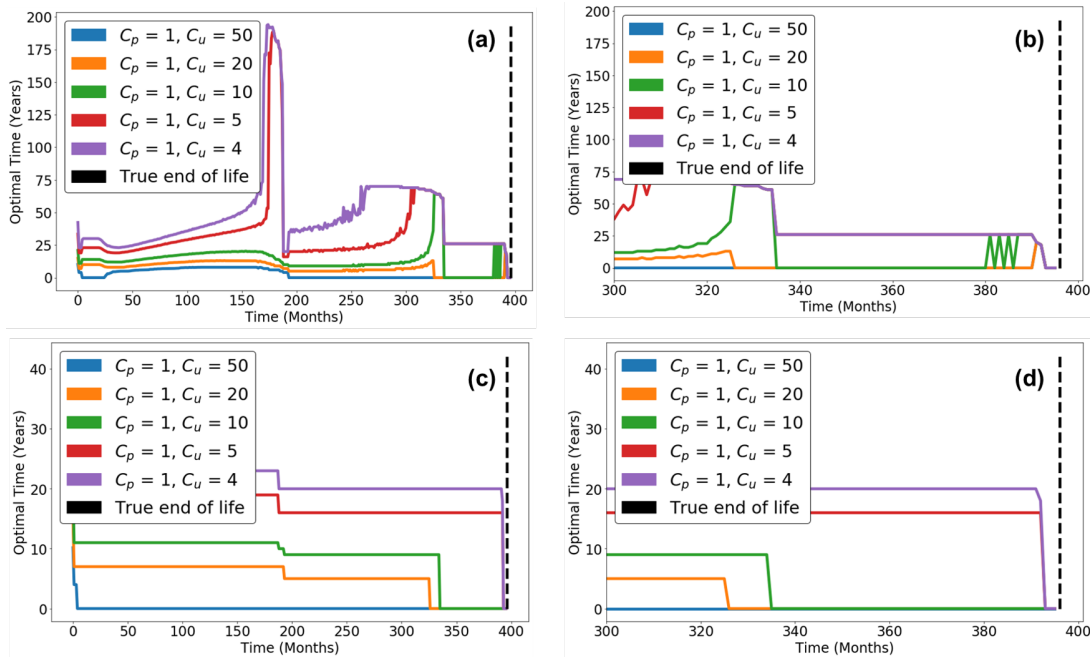 200
175
150
125
100
75
50
25
0
Optimal Time (Years)
C_p = 1, C_u = 50
C_p = 1, C_u = 20
C_p = 1, C_u = 10
C_p = 1, C_u = 5
C_p = 1, C_u = 4
True end of life
(a)
0 50 100 150 200 250 300 350 400
Time (Months)
200
175
150
125
100
75
50
25
0
Optimal Time (Years)
C_p = 1, C_u = 50
C_p = 1, C_u = 20
C_p = 1, C_u = 10
C_p = 1, C_u = 5
C_p = 1, C_u = 4
True end of life
(b)
300 320 340 360 380 400
Time (Months)
40
30
20
10
0
Optimal Time (Years)
C_p = 1, C_u = 50
C_p = 1, C_u = 20
C_p = 1, C_u = 10
C_p = 1, C_u = 5
C_p = 1, C_u = 4
True end of life
(c)
0 50 100 150 200 250 300 350 400
Time (Months)
40
30
20
10
0
Optimal Time (Years)
C_p = 1, C_u = 50
C_p = 1, C_u = 20
C_p = 1, C_u = 10
C_p = 1, C_u = 5
C_p = 1, C_u = 4
True end of life
(d)
300 320 340 360 380 400
Time (Months)